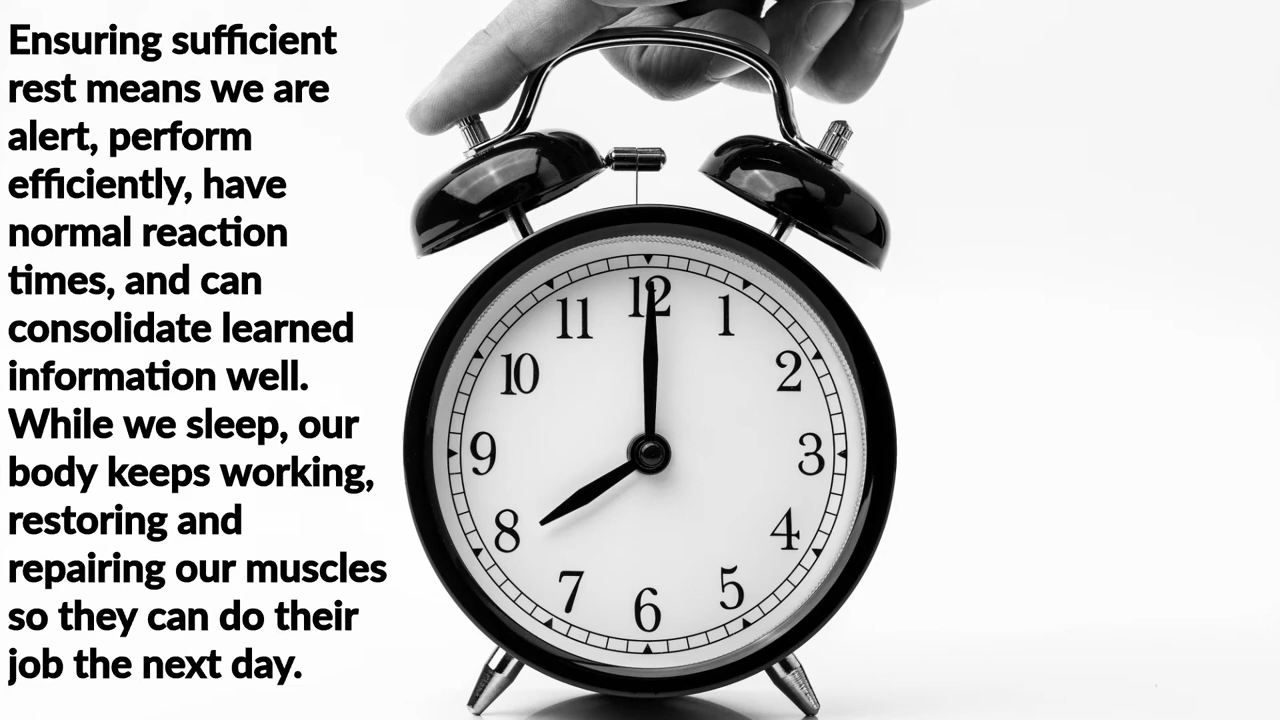 Ensuring sufficient
rest means we are
alert, perform
efficiently, have
normal reaction
times, and can
consolidate learned
information well.
While we sleep, our
body keeps working,
restoring and
repairing our muscles
so they can do their
job the next day.
12
11
1
10
2
9
3
8
4
7
5
6